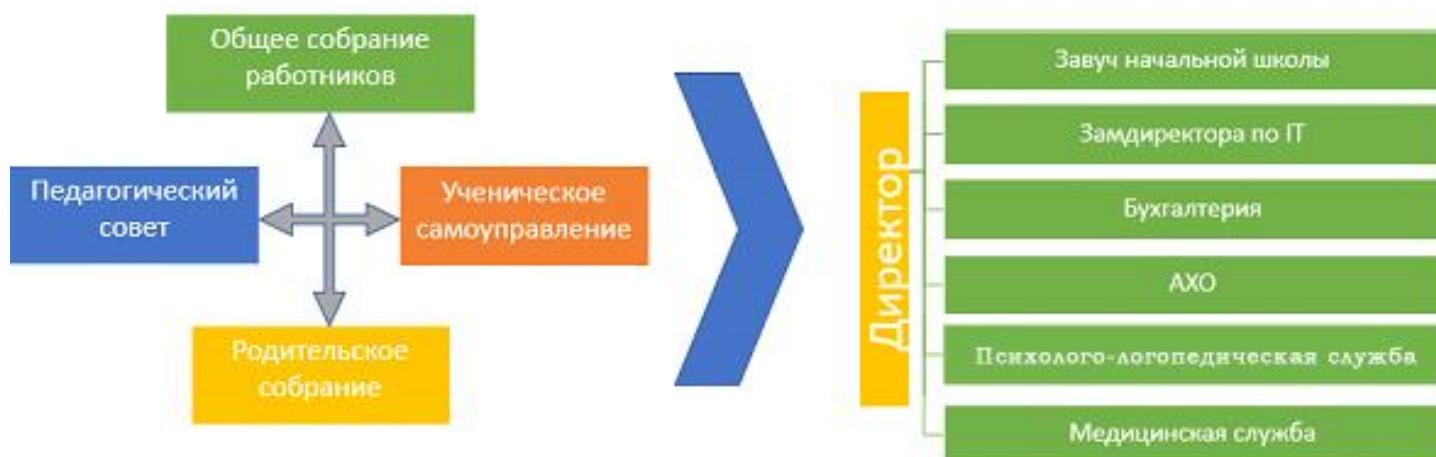 Общее собрание
работников
Педагогический
совет
Ученическое
самоуправление
Родительское
собрание
Директор
Завуч начальной школы
Замдиректора по IT
Бухгалтерия
АХО
Психолого-логопедическая служба
Медицинская служба